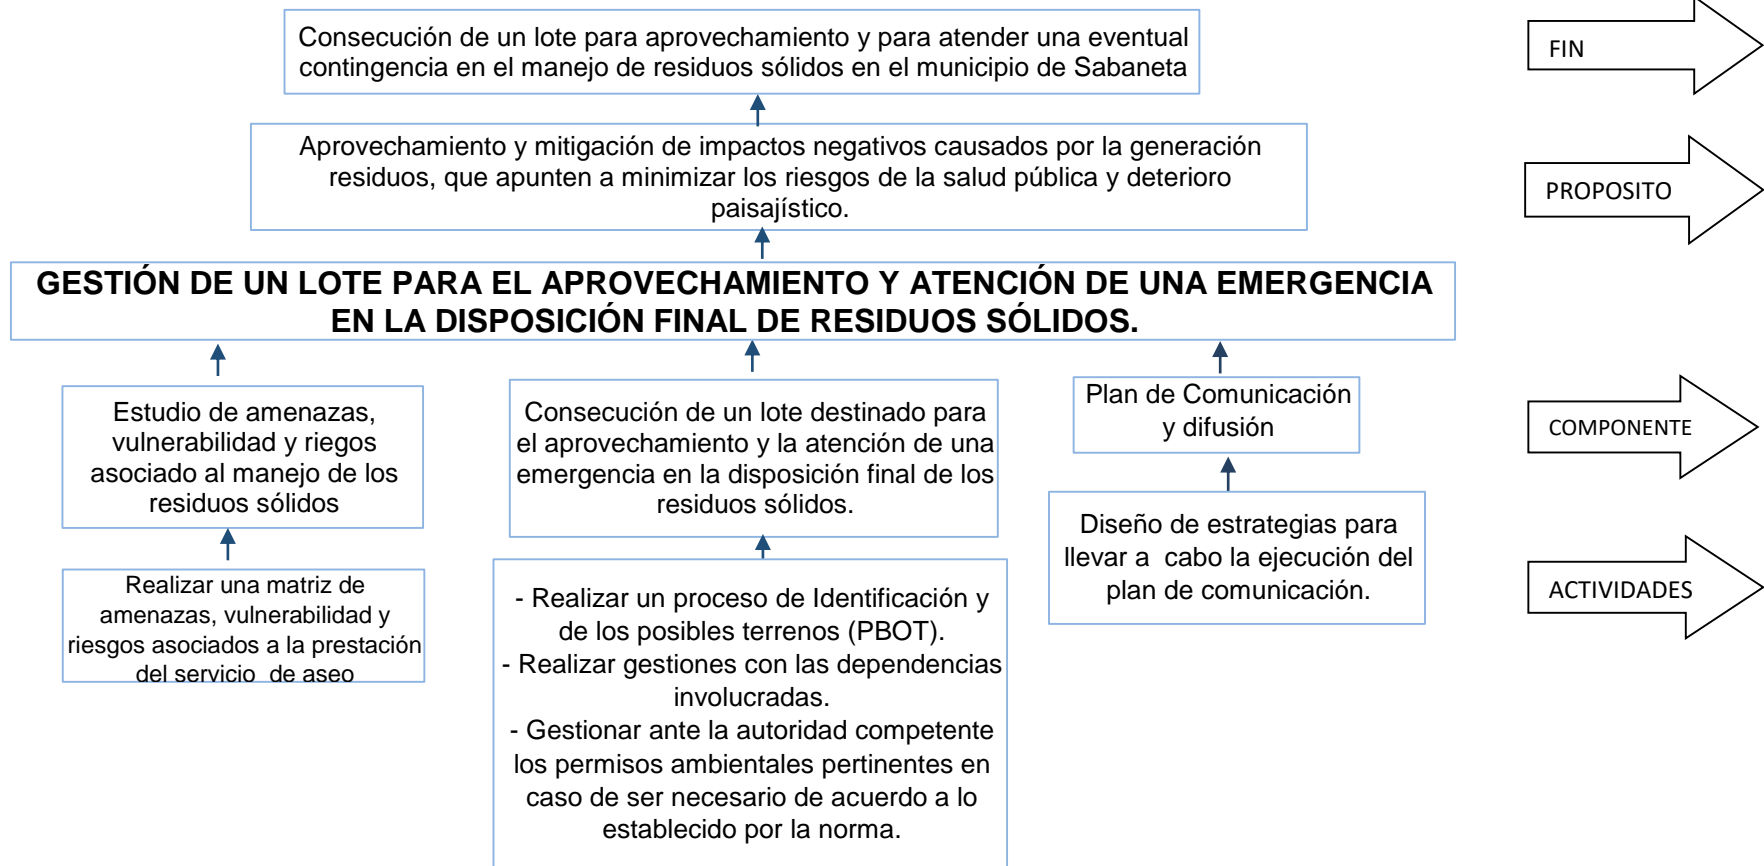 Consecución de un lote para aprovechamiento y para atender una eventual
contingencia en el manejo de residuos sólidos en el municipio de Sabaneta
FIN
Aprovechamiento y mitigación de impactos negativos causados por la generación
residuos, que apunten a minimizar los riesgos de la salud pública y deterioro
paisajístico.
PROPOSITO
GESTIÓN DE UN LOTE PARA EL APROVECHAMIENTO Y ATENCIÓN DE UNA EMERGENCIA
EN LA DISPOSICIÓN FINAL DE RESIDUOS SÓLIDOS.
Estudio de amenazas,
vulnerabilidad y riegos
asociado al manejo de los
residuos sólidos
Consecución de un lote destinado para
el aprovechamiento y la atención de una
emergencia en la disposición final de los
residuos sólidos.
Plan de Comunicación
y difusión
COMPONENTE
Realizar una matriz de
amenazas, vulnerabilidad y
riesgos asociados a la prestación
del servicio de aseo
- Realizar un proceso de Identificación y
de los posibles terrenos (PBOT).
- Realizar gestiones con las dependencias
involucradas.
- Gestionar ante la autoridad competente
los permisos ambientales pertinentes en
caso de ser necesario de acuerdo a lo
establecido por la norma.
Diseño de estrategias para
llevar a cabo la ejecución del
plan de comunicación.
ACTIVIDADES